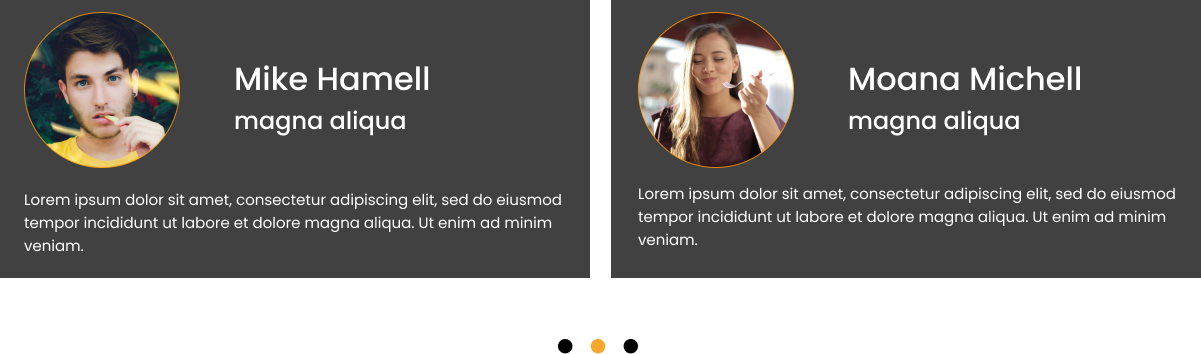 Mike Hamell
magna aliqua
Lorem ipsum dolor sit amet, consectetur adipiscing elit, sed do eiusmod
tempor incididunt ut labore et dolore magna aliqua. Ut enim ad minim
veniam.
Moana Michell
magna aliqua
Lorem ipsum dolor sit amet, consectetur adipiscing elit, sed do eiusmod
tempor incididunt ut labore et dolore magna aliqua. Ut enim ad minim
veniam.